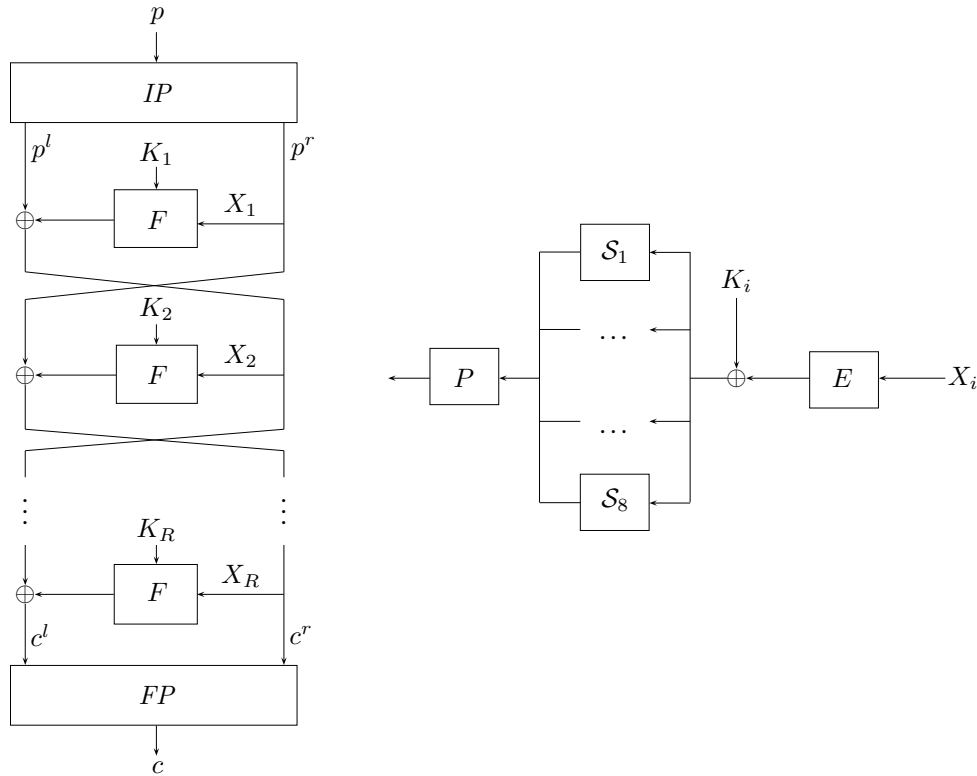 p
IP
p^l p^r
K_1
F X_1
K_2
F X_2
⋮ ⋮
K_R
F X_R
c^l c^r
FP
c
S_1
K_i
...
P E X_i
...
S_8